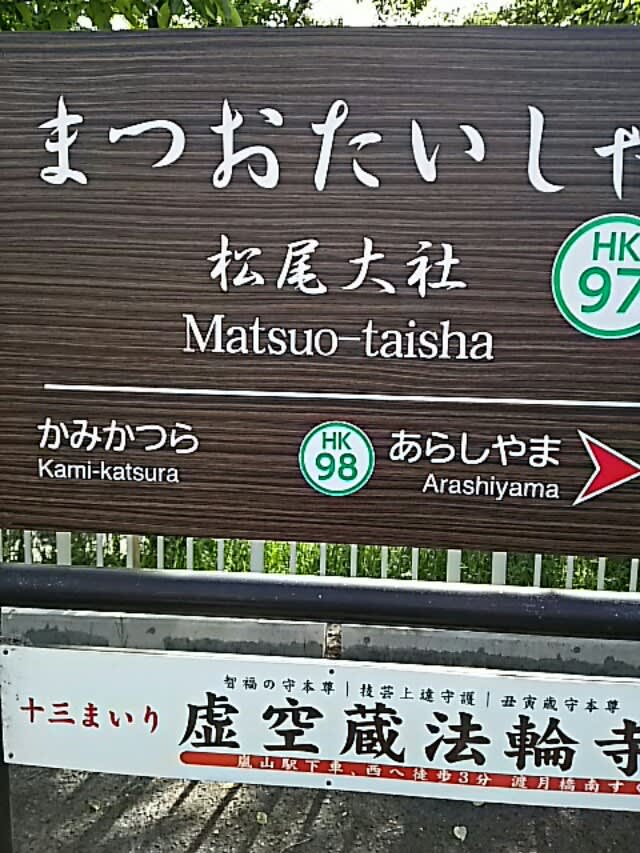 まつおたいしゃ
松尾大社
HK
97
Matsuo-taisha
かみかつら
Kami-katsura
HK
98
あらしやま
Arashiyama
智福の守本尊｜技芸上達守護｜丑寅歳守本尊
十三まいり
虚空蔵法輪寺
嵐山駅下車、西へ徒歩3分 渡月橋南すぐ